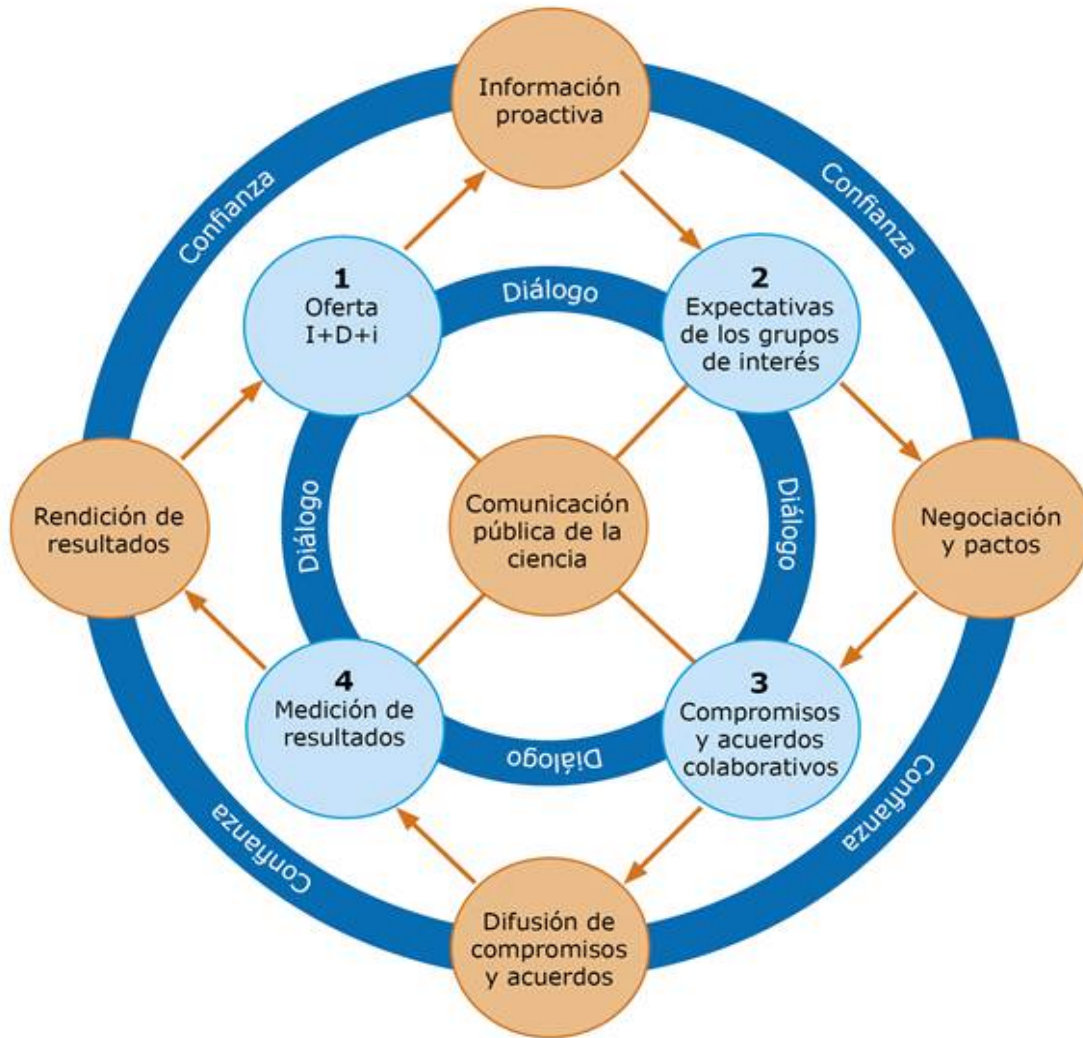 Información
proactiva
Confianza
Confianza
1
Oferta
I+D+i
Diálogo
2
Expectativas
de los grupos
de interés
Rendición de
resultados
Diálogo
Comunicación
pública de la
ciencia
Diálogo
Negociación
y pactos
4
Medición de
resultados
Diálogo
3
Compromisos
y acuerdos
colaborativos
Confianza
Confianza
Difusión de
compromisos
y acuerdos